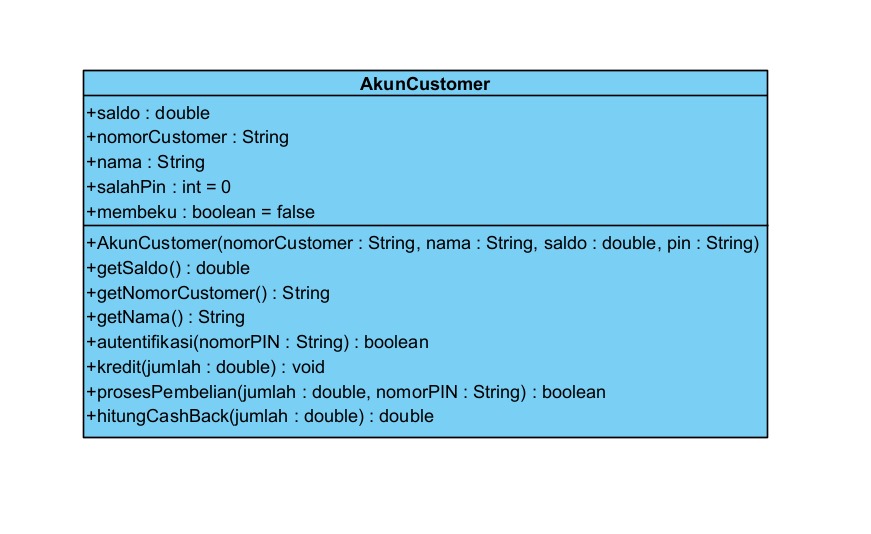 AkunCustomer
+saldo : double
+nomorCustomer : String
+nama : String
+salahPin : int = 0
+membeku : boolean = false
+AkunCustomer(nomorCustomer : String, nama : String, saldo : double, pin : String)
+getSaldo() : double
+getNomorCustomer() : String
+getNama() : String
+autentifikasi(nomorPIN : String) : boolean
+kredit(jumlah : double) : void
+prosesPembelian(jumlah : double, nomorPIN : String) : boolean
+hitungCashBack(jumlah : double) : double